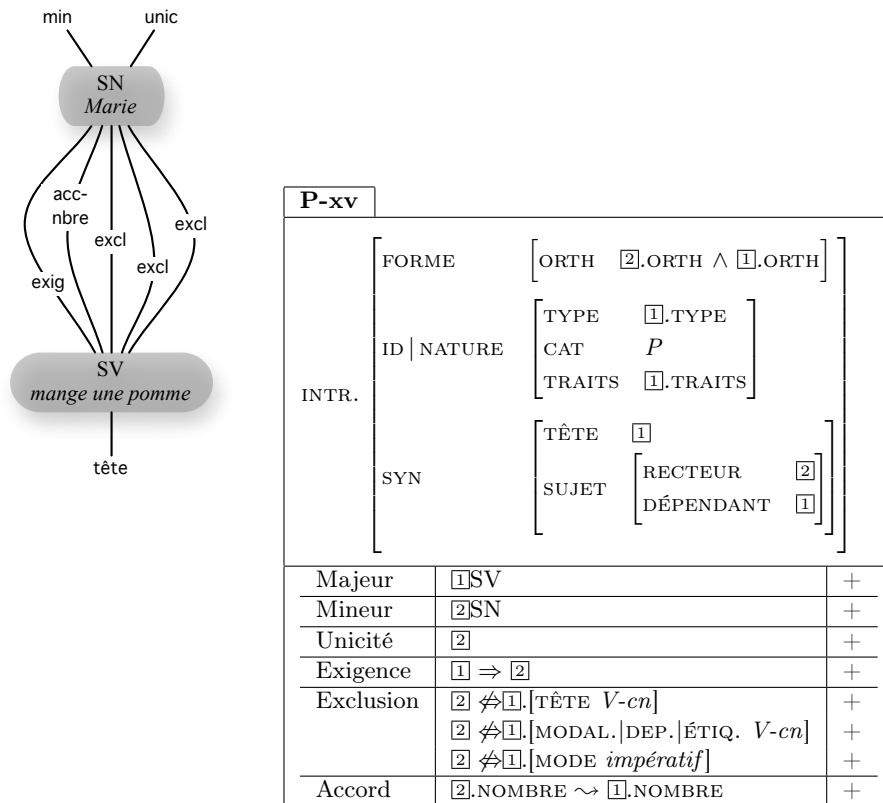 min unic
SN
Marie
acc-
nbre
excl
excl
excl
exig
SV
mange une pomme
tête
P-xv
FORME [ORTH 2.ORTH ∧ 1.ORTH]
TYPE 1.TYPE
ID | NATURE CAT P
TRAITS 1.TRAITS
INTR.
TÊTE 1
SYN SUJET RECTEUR 2
DÉPENDANT 1
Majeur 1SV +
Mineur 2SN +
Unicité 2 +
Exigence 1 ⇒ 2 +
Exclusion 2 ⇎ 1.[TÊTE V-cn] +
2 ⇎ 1.[MODAL.|DEP.|ÉTIQ. V-cn] +
2 ⇎ 1.[MODE impératif] +
Accord 2.NOMBRE ⇝ 1.NOMBRE +